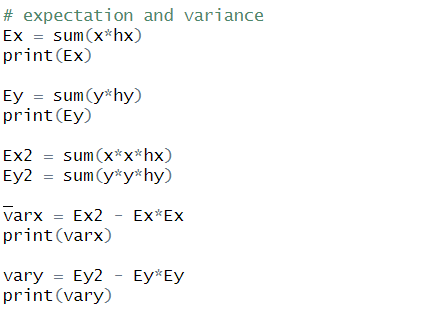 # expectation and variance
Ex = sum(x*hx)
print(Ex)
Ey = sum(y*hy)
print(Ey)
Ex2 = sum(x*x*hx)
Ey2 = sum(y*y*hy)
varx = Ex2 - Ex*Ex
print(varx)
vary = Ey2 - Ey*Ey
print(vary)